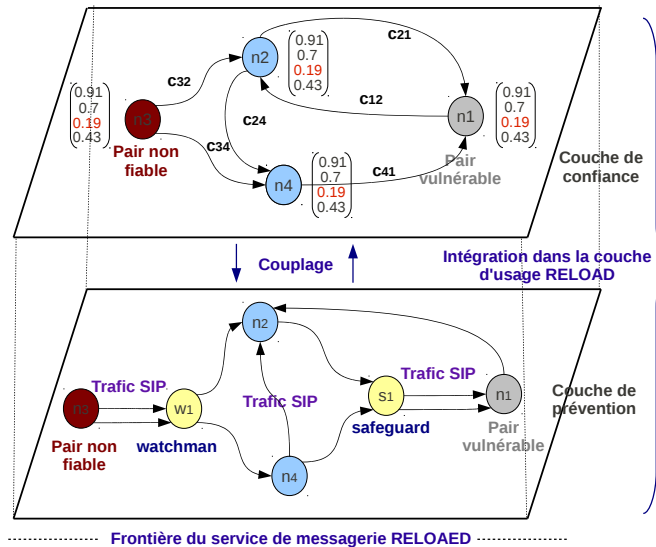 c21
n2
0.91
0.7
0.19
0.43
c32
0.91
0.7
0.19
0.43
n3
c12
c24
n1
0.91
0.7
0.19
0.43
c34
Pair non
fiable
n4
0.91
0.7
0.19
0.43
c41
Pair
vulnérable
Couche de
confiance
Couplage
Intégration dans la couche
d'usage RELOAD
n2
Trafic SIP
n3
w1
Trafic SIP
s1
Trafic SIP
n1
Couche de
prévention
Pair non
fiable
watchman
safeguard
Pair
vulnérable
n4
Frontière du service de messagerie RELOAED